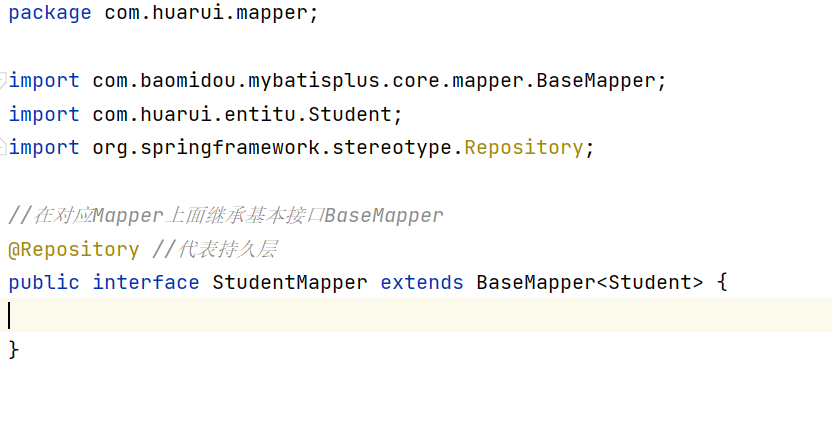 package com.huarui.mapper;
import com.baomidou.mybatisplus.core.mapper.BaseMapper;
import com.huarui.entitu.Student;
import org.springframework.stereotype.Repository;
//在对应Mapper上面继承基本接口BaseMapper
@Repository //代表持久层
public interface StudentMapper extends BaseMapper<Student> {
}